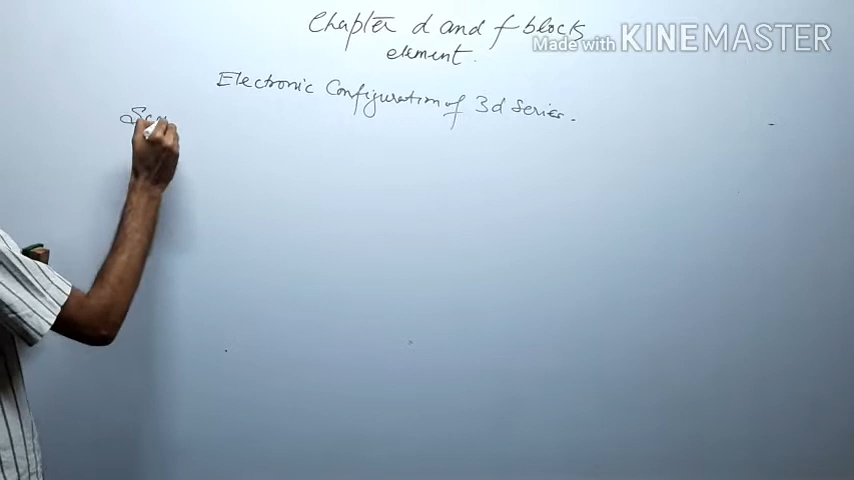 Chapter d and f block
element.
Made with KINEMASTER
Electronic Configuration of 3d Series.